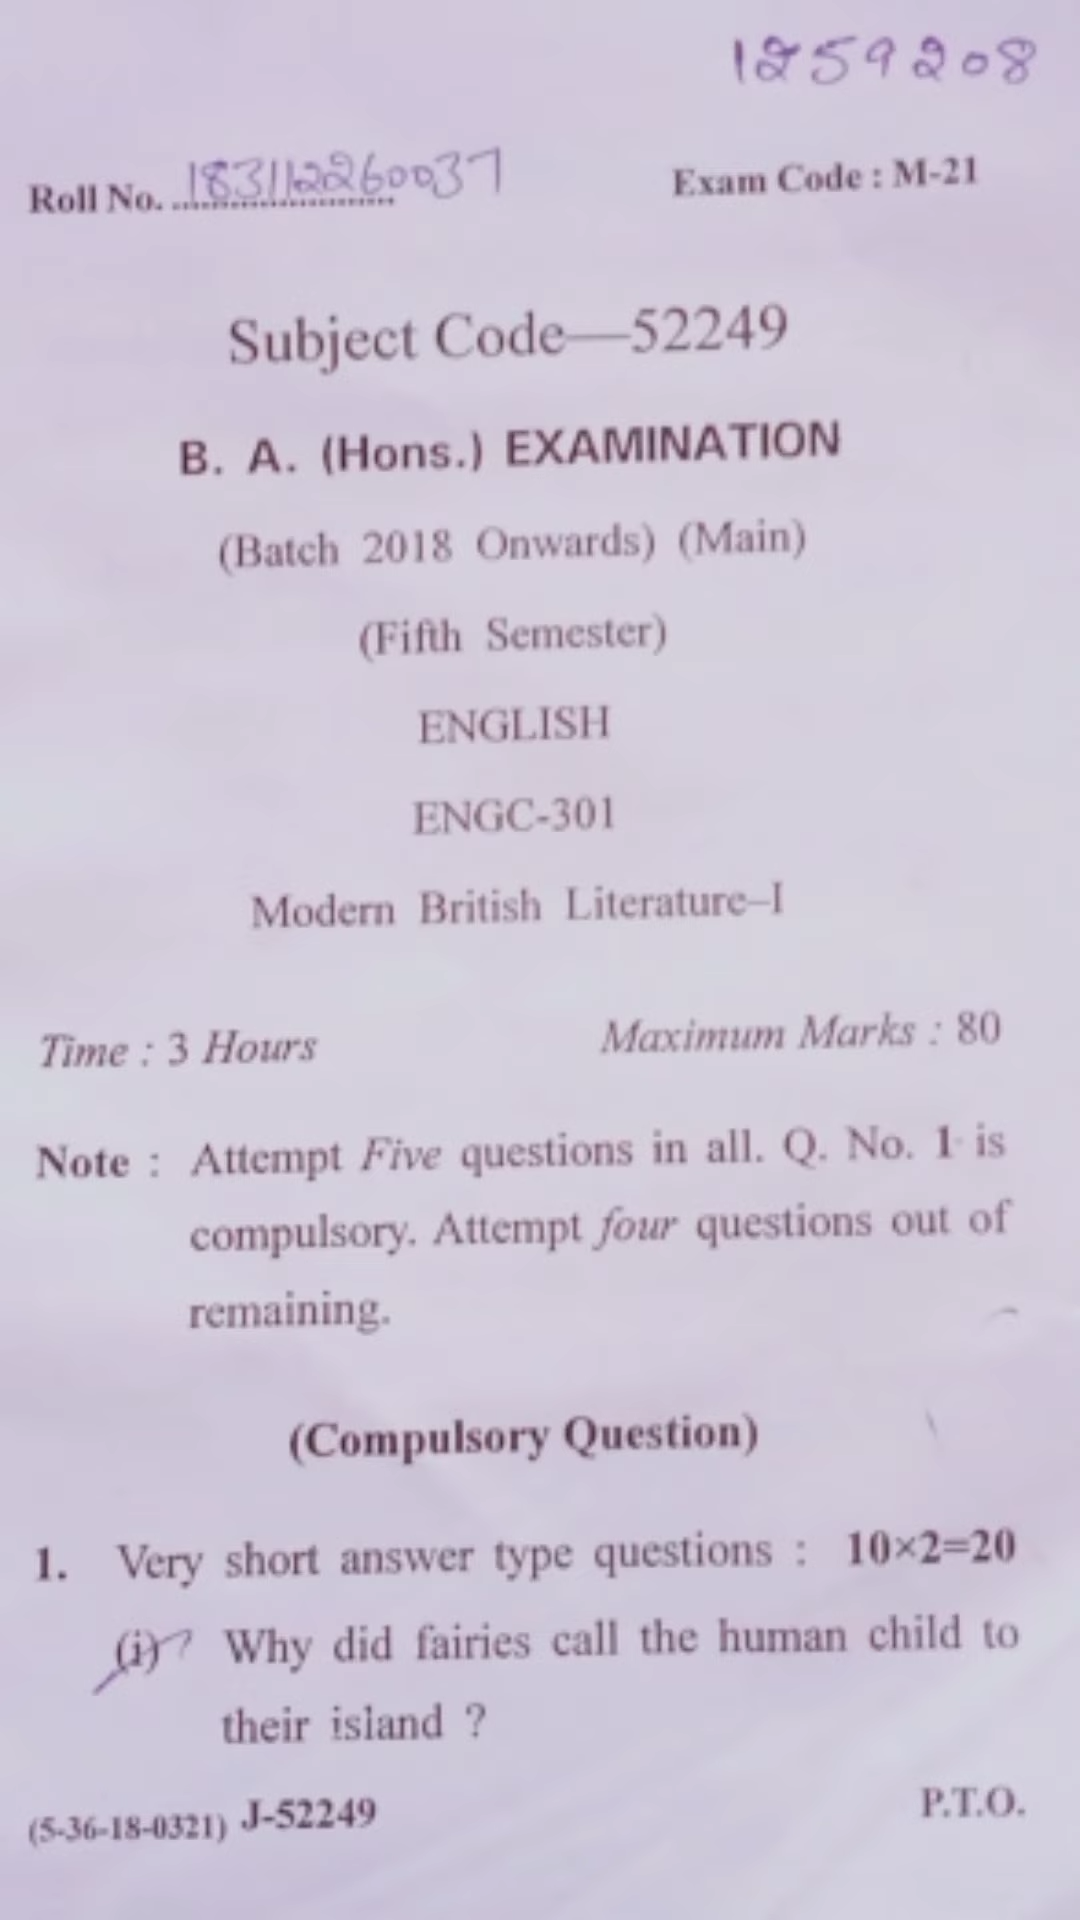 1259208
Roll No. 183112260037 Exam Code : M-21
Subject Code—52249
B. A. (Hons.) EXAMINATION
(Batch 2018 Onwards) (Main)
(Fifth Semester)
ENGLISH
ENGC-301
Modern British Literature–I
Time : 3 Hours Maximum Marks : 80
Note : Attempt Five questions in all. Q. No. 1 is
compulsory. Attempt four questions out of
remaining.
(Compulsory Question)
1. Very short answer type questions : 10×2=20
(i) ? Why did fairies call the human child to
their island ?
(5-36-18-0321) J-52249 P.T.O.